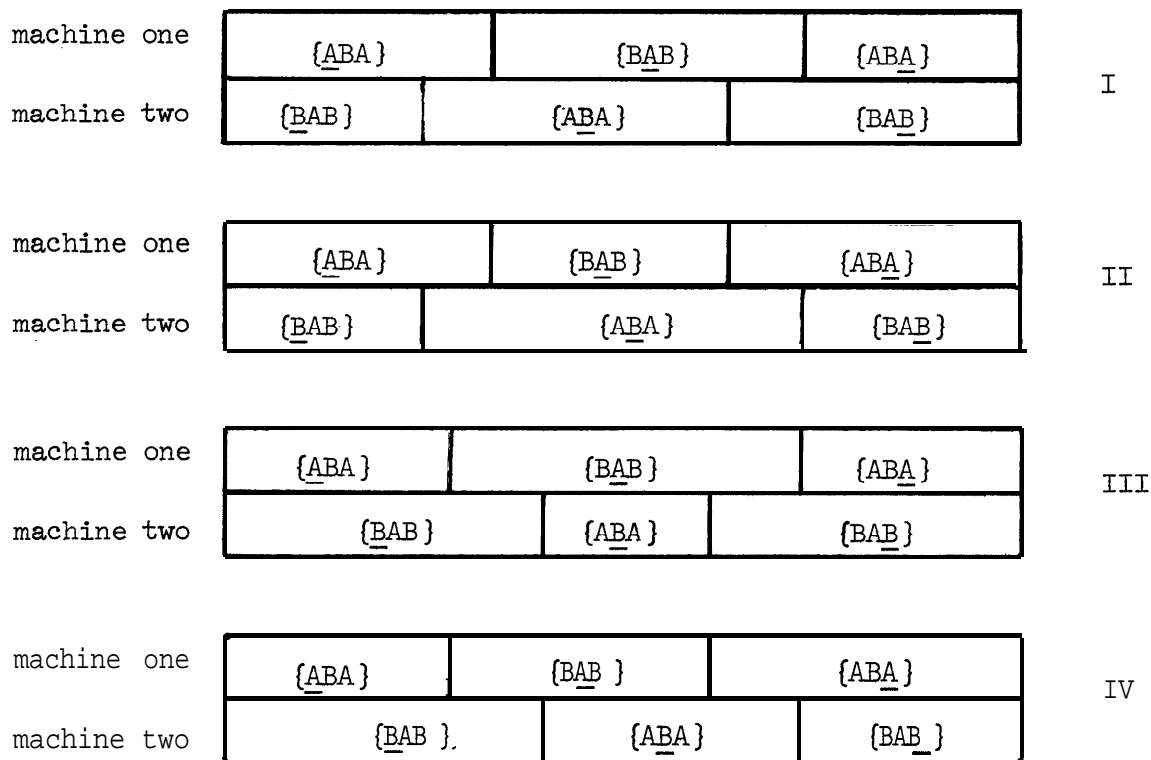 machine one {ABA} {BAB} {ABA}
I
machine two {BAB} {ABA} {BAB}
machine one {ABA} {BAB} {ABA}
II
machine two {BAB} {ABA} {BAB}
machine one {ABA} {BAB} {ABA}
III
machine two {BAB} {ABA} {BAB}
machine one {ABA} {BAB } {ABA}
IV
machine two {BAB } {ABA} {BAB }